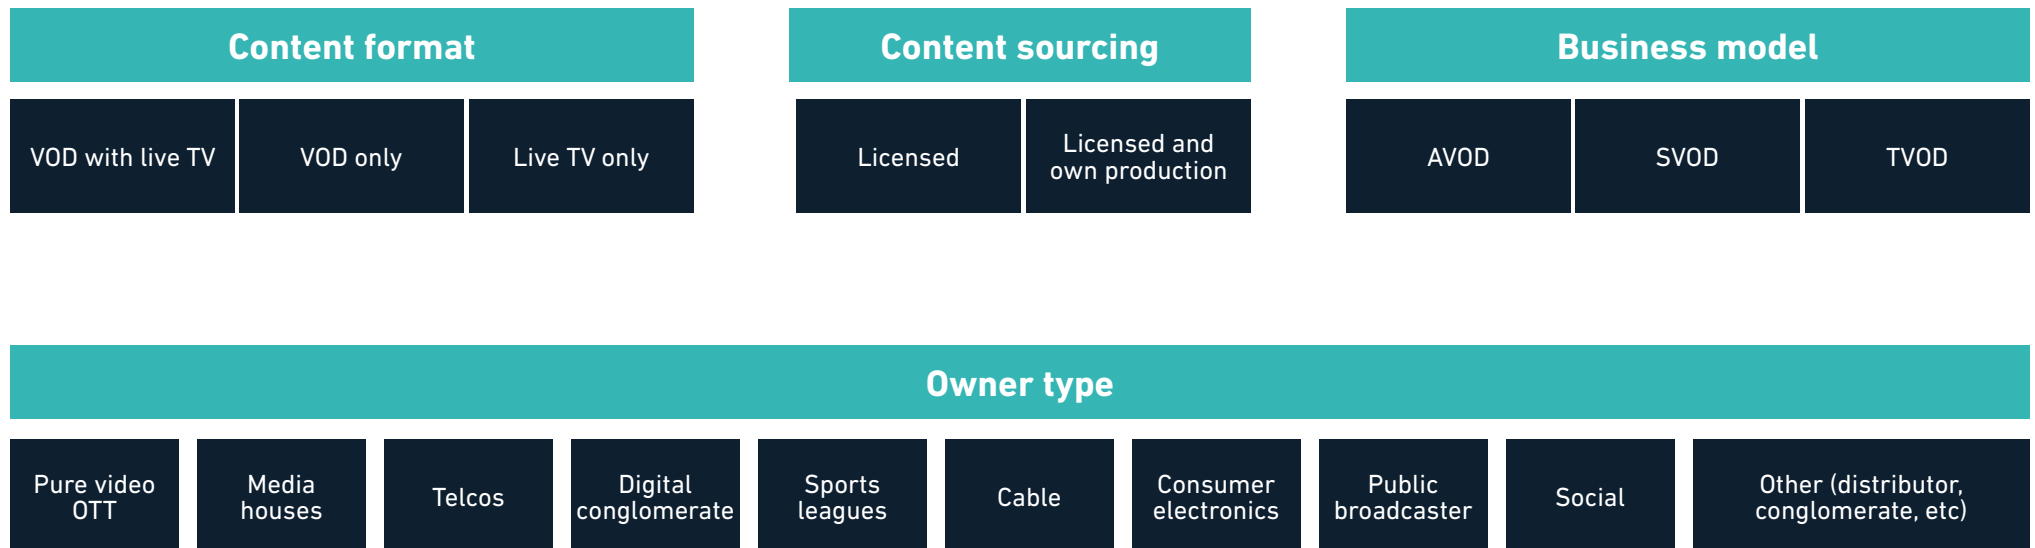 Content format
VOD with live TV
VOD only
Live TV only
Content sourcing
Licensed
Licensed and
own production
Business model
AVOD
SVOD
TVOD
Owner type
Pure video
OTT
Media
houses
Telcos
Digital
conglomerate
Sports
leagues
Cable
Consumer
electronics
Public
broadcaster
Social
Other (distributor,
conglomerate, etc)